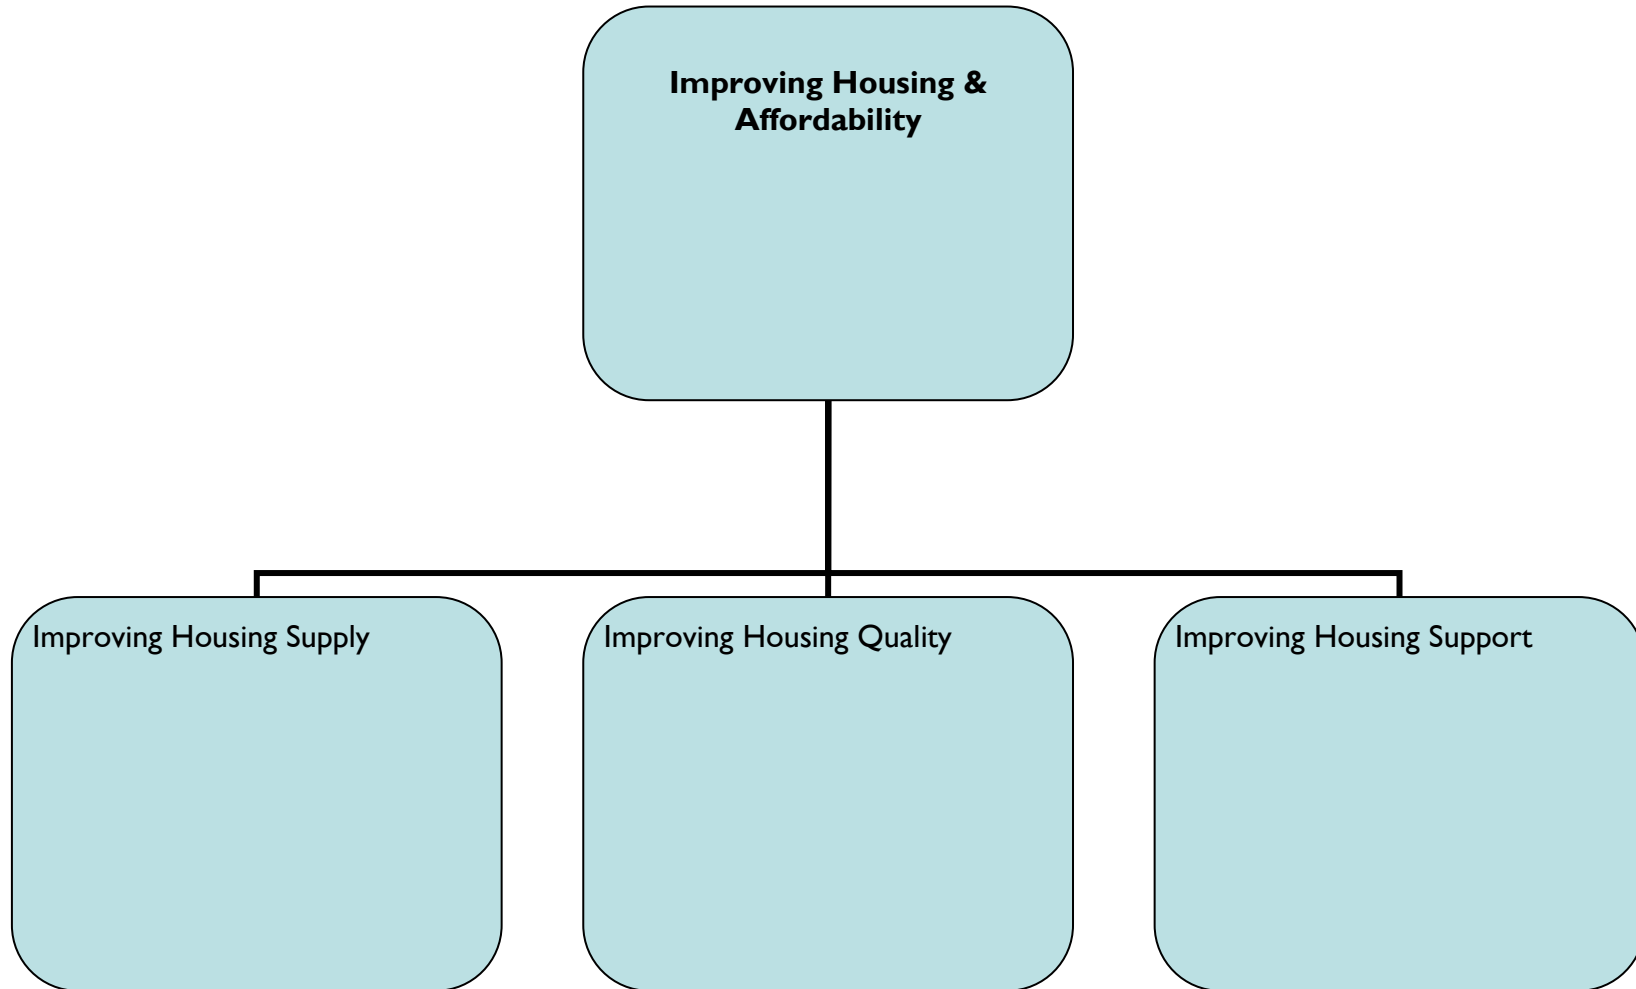 Improving Housing &
Affordability
Improving Housing Supply
Improving Housing Quality
Improving Housing Support